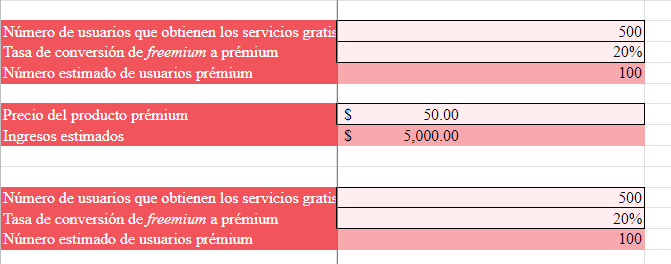 Número de usuarios que obtienen los servicios gratis 500
Tasa de conversión de freemium a prémium 20%
Número estimado de usuarios prémium 100
Precio del producto prémium $ 50.00
Ingresos estimados $ 5,000.00
Número de usuarios que obtienen los servicios gratis 500
Tasa de conversión de freemium a prémium 20%
Número estimado de usuarios prémium 100